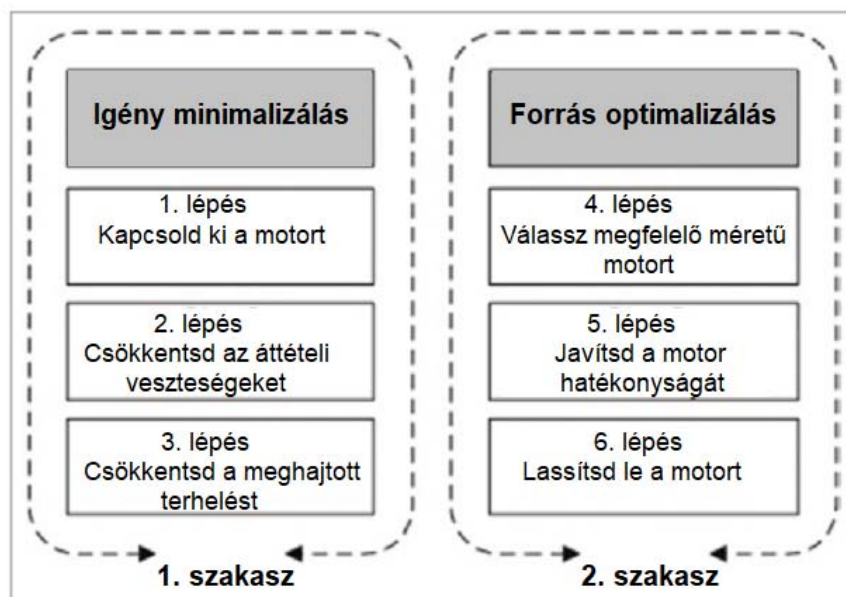 Igény minimalizálás
1. lépés
Kapcsold ki a motort
2. lépés
Csökkentsd az áttételi
veszteségeket
3. lépés
Csökkentsd a meghajtott
terhelést
1. szakasz
Forrás optimalizálás
4. lépés
Válassz megfelelő méretű
motort
5. lépés
Javítsd a motor
hatékonyságát
6. lépés
Lassítsd le a motort
2. szakasz